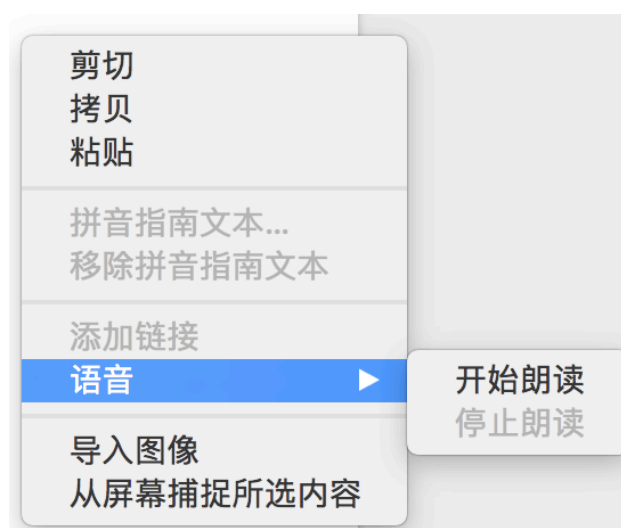 剪切
拷贝
粘贴
拼音指南文本...
移除拼音指南文本
添加链接
语音
开始朗读
停止朗读
导入图像
从屏幕捕捉所选内容